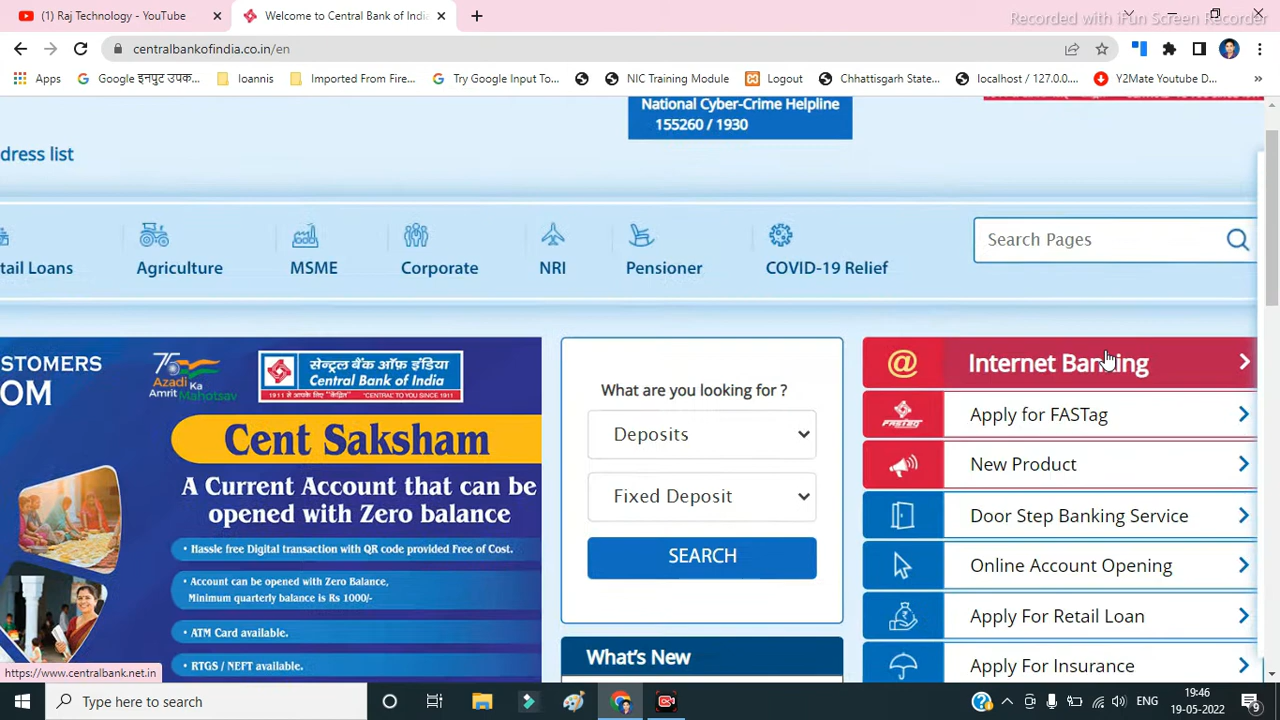 (1) Raj Technology - YouTube
Welcome to Central Bank of India
Recorded with iFun Screen Recorder
centralbankofindia.co.in/en
Apps
Google इनपुट उपक...
Ioannis
Imported From Fire...
Try Google Input To...
NIC Training Module
Logout
Chhattisgarh State...
localhost / 127.0.0....
Y2Mate Youtube D...
National Cyber-Crime Helpline
155260 / 1930
dress list
tail Loans
Agriculture
MSME
Corporate
NRI
Pensioner
COVID-19 Relief
Search Pages
STOMERS
OM
75
Azadi Ka
Amrit Mahotsav
सेन्ट्रल बैंक ऑफ़ इंडिया
Central Bank of India
1911 से आपके लिए "केंद्रित" "CENTRAL" TO YOU SINCE 1911
Cent Saksham
A Current Account that can be
opened with Zero balance
• Hassle free Digital transaction with QR code provided Free of Cost.
• Account can be opened with Zero Balance,
Minimum quarterly balance is Rs 1000/-
• ATM Card available.
• RTGS / NEFT available.
What are you looking for ?
Deposits
Fixed Deposit
SEARCH
What's New
@ Internet Banking
FASTAG
Apply for FASTag
New Product
Door Step Banking Service
Online Account Opening
Apply For Retail Loan
Apply For Insurance
https://www.centralbank.net.in
Type here to search
ENG
19:46
19-05-2022
9